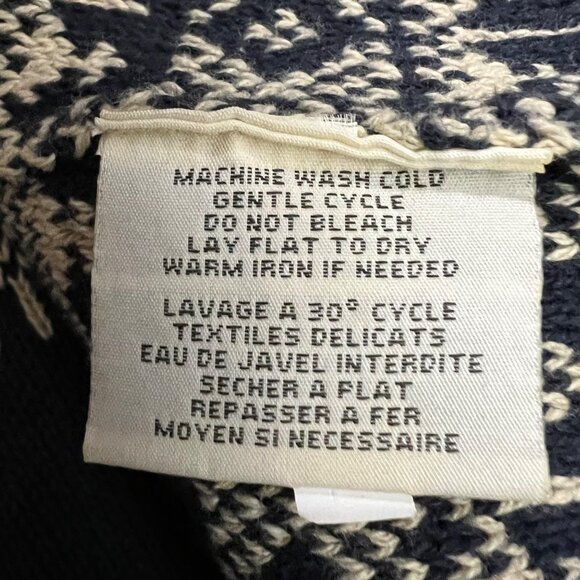 MACHINE WASH COLD
GENTLE CYCLE
DO NOT BLEACH
LAY FLAT TO DRY
WARM IRON IF NEEDED
LAVAGE A 30° CYCLE
TEXTILES DELICATS
EAU DE JAVEL INTERDITE
SECHER A FLAT
REPASSER A FER
MOYEN SI NECESSAIRE